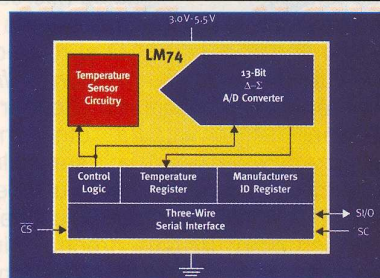 3.0V-5.5V
LM74
Temperature
Sensor
Circuitry
13-Bit
Δ-Σ
A/D Converter
Control
Logic
Temperature
Register
Manufacturers
ID Register
Three-Wire
Serial Interface
CS
SI/O
SC